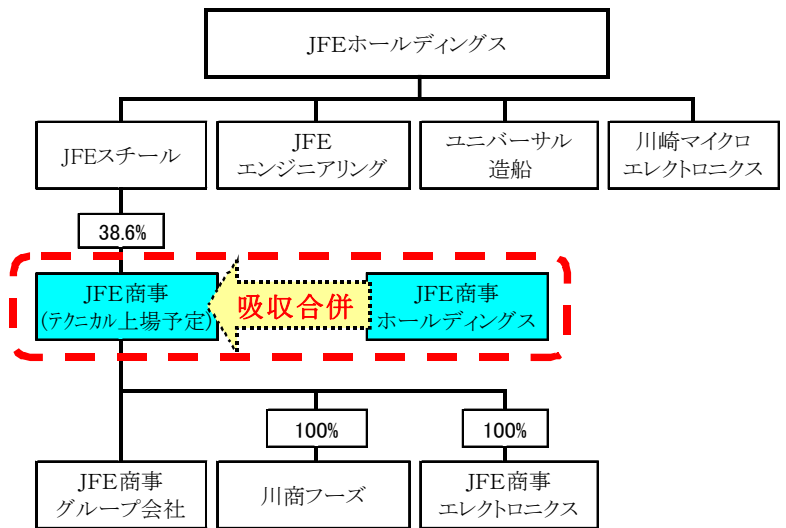 JFEホールディングス
JFEスチール
JFE
エンジニアリング
ユニバーサル
造船
川崎マイクロ
エレクトロニクス
38.6%
JFE商事
(テクニカル上場予定)
吸収合併
JFE商事
ホールディングス
100%
100%
JFE商事
グループ会社
川商フーズ
JFE商事
エレクトロニクス